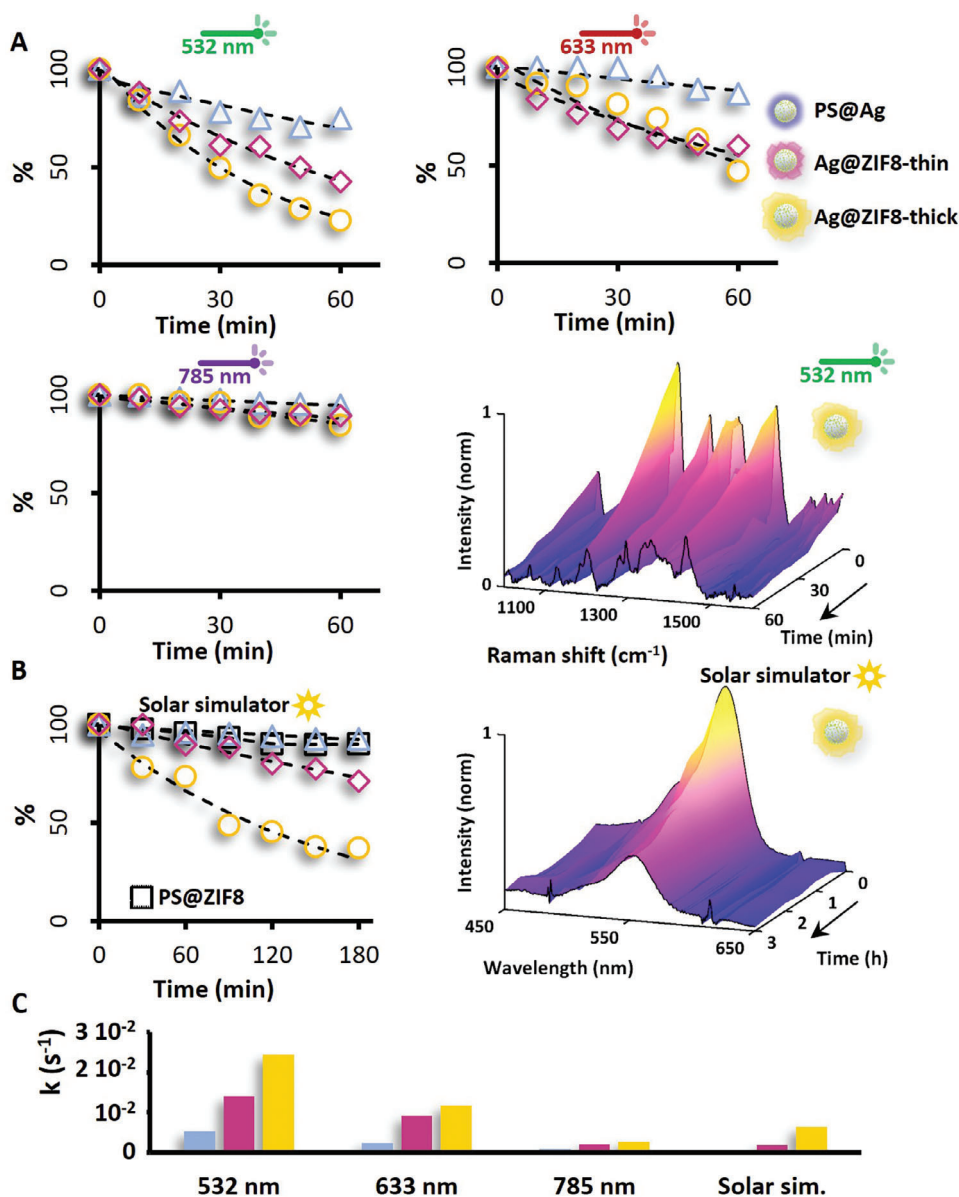 A
532 nm
100
50
0
%
0
30
60
Time (min)
633 nm
100
50
0
%
0
30
60
Time (min)
PS@Ag
Ag@ZIF8-thin
Ag@ZIF8-thick
785 nm
100
50
0
%
0
30
60
Time (min)
532 nm
Intensity (norm)
1
0
1100
1300
1500
Raman shift (cm⁻¹)
0
30
60
Time (min)
B
Solar simulator
100
50
0
%
PS@ZIF8
0
60
120
180
Time (min)
Solar simulator
Intensity (norm)
1
450
550
650
Wavelength (nm)
0
1
2
3
Time (h)
C
k (s⁻¹)
3 10⁻²
2 10⁻²
10⁻²
0
532 nm
633 nm
785 nm
Solar sim.